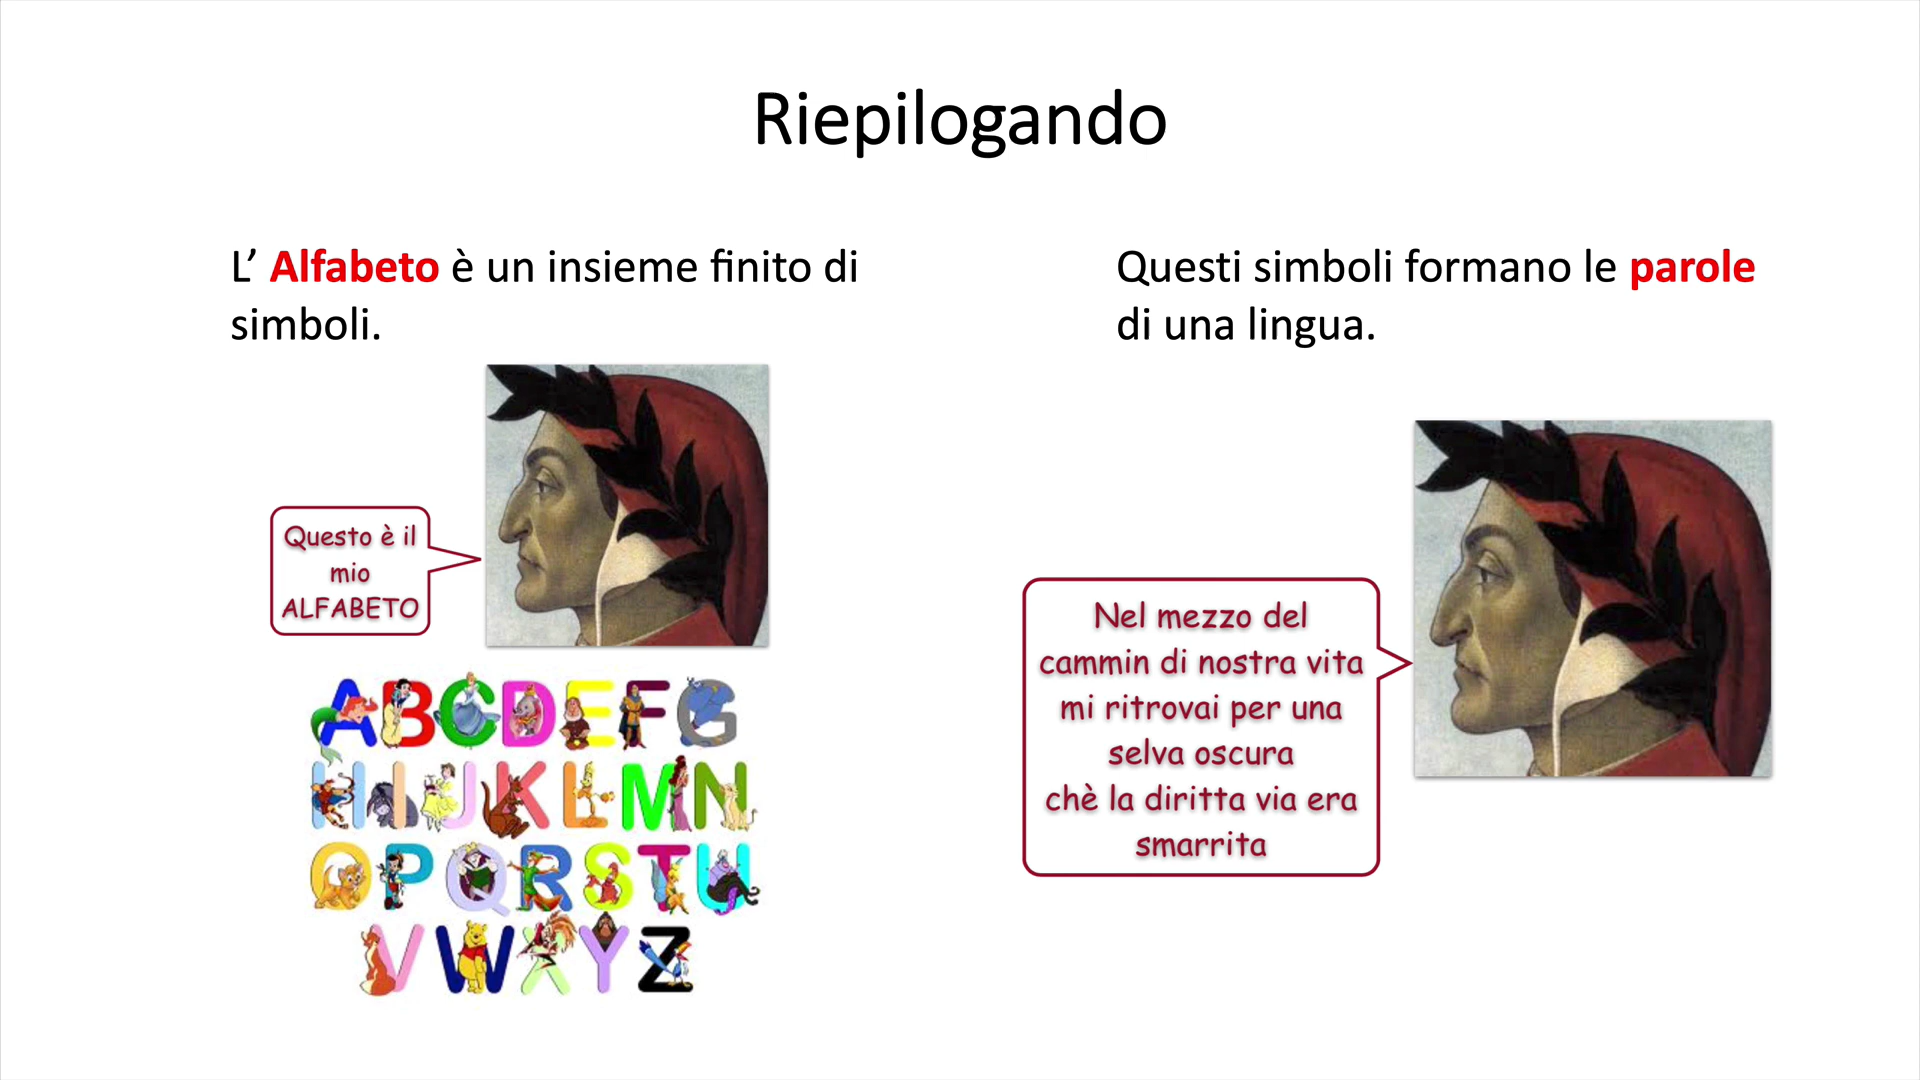 Riepilogando
L’ Alfabeto è un insieme finito di
simboli.
Questo è il
mio
ALFABETO
ABCDEFG
HIJKLMN
OPQRSTU
VWXYZ
Questi simboli formano le parole
di una lingua.
Nel mezzo del
cammin di nostra vita
mi ritrovai per una
selva oscura
chè la diritta via era
smarrita